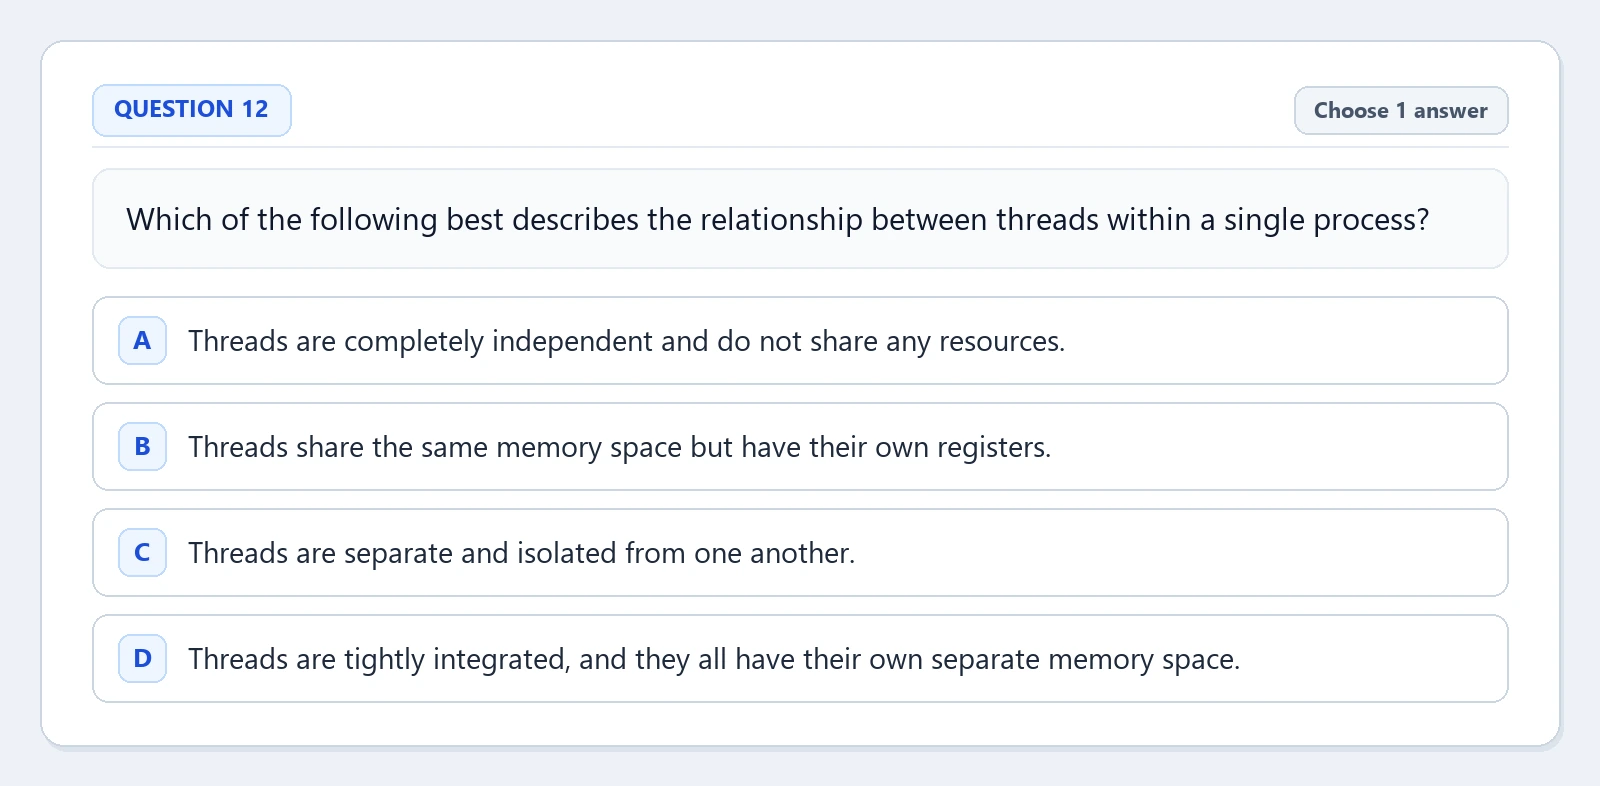 QUESTION 12
Choose 1 answer
Which of the following best describes the relationship between threads within a single process?
A Threads are completely independent and do not share any resources.
B Threads share the same memory space but have their own registers.
C Threads are separate and isolated from one another.
D Threads are tightly integrated, and they all have their own separate memory space.